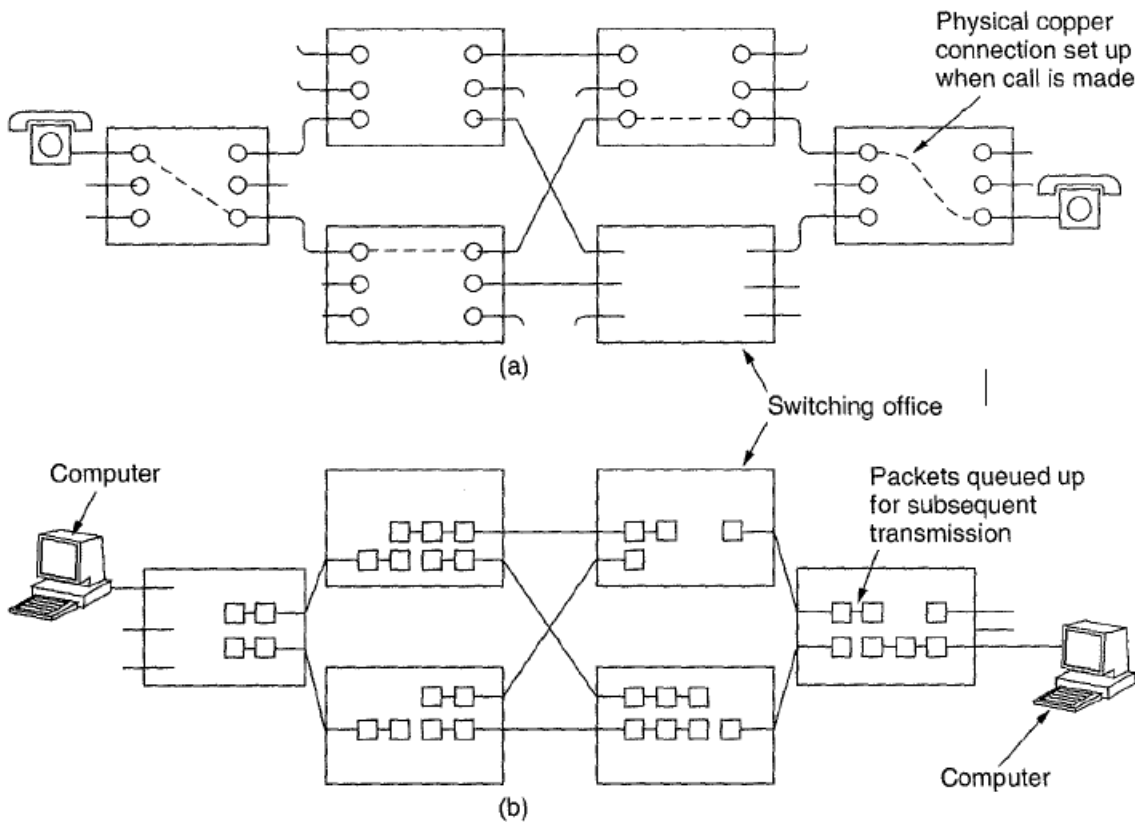 Physical copper
connection set up
when call is made
(a)
Switching office
Computer
Packets queued up
for subsequent
transmission
Computer
(b)